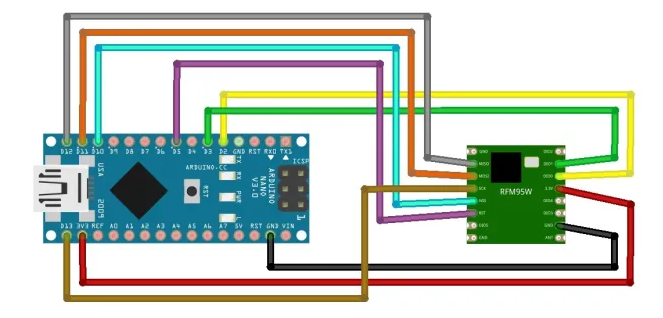 D12 D11 D10 D9 D8 D7 D6 D5 D4 D3 D2 GND RST RX0 TX1
TX
RX
PWR
L
ICSP
1
ARDUINO.CC
RST
ARDUINO
NANO
V3.0
USA
2009
D13 3V3 REF A0 A1 A2 A3 A4 A5 A6 A7 5V RST GND VIN
RFM95W
GND
MISO
MOSI
SCK
NSS
RST
DIO5
GND
DIO2
DIO1
DIO0
3.3V
DIO4
DIO3
GND
ANT